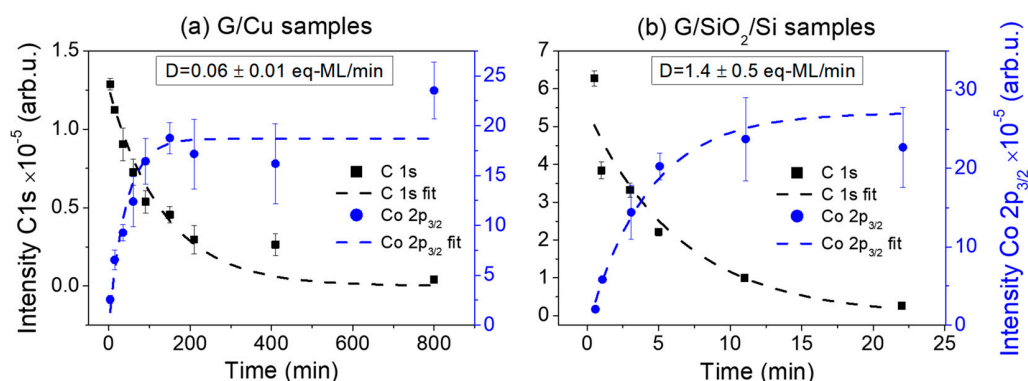 (a) G/Cu samples
D=0.06 ± 0.01 eq-ML/min
Intensity C1s ×10⁻⁵ (arb.u.)
1.5
1.0
0.5
0.0
25
20
15
10
5
0
C 1s
C 1s fit
Co 2p₃/₂
Co 2p₃/₂ fit
0 200 400 600 800
Time (min)
(b) G/SiO₂/Si samples
D=1.4 ± 0.5 eq-ML/min
7
6
5
4
3
2
1
0
30
20
10
0
C 1s
C 1s fit
Co 2p₃/₂
Co 2p₃/₂ fit
0 5 10 15 20 25
Time (min)
Intensity Co 2p₃/₂ ×10⁻⁵ (arb.u.)